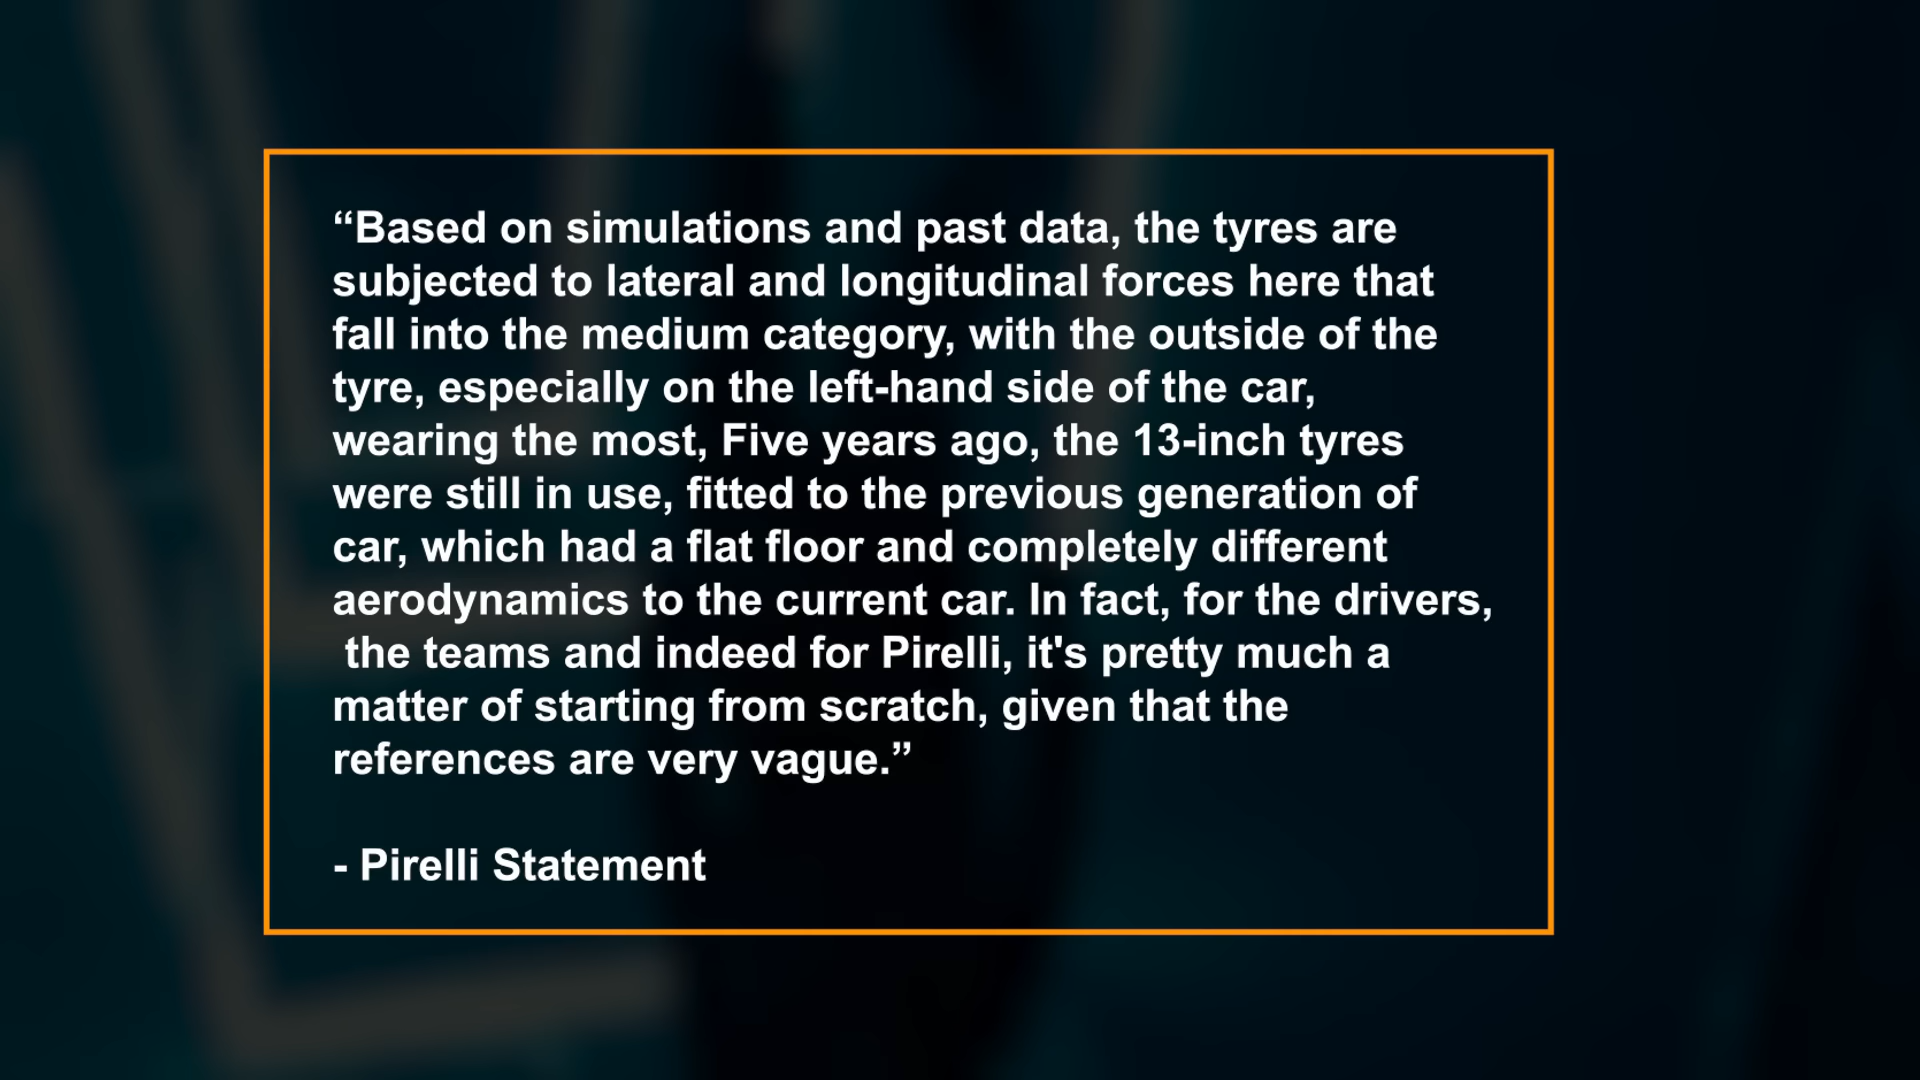 “Based on simulations and past data, the tyres are
subjected to lateral and longitudinal forces here that
fall into the medium category, with the outside of the
tyre, especially on the left-hand side of the car,
wearing the most, Five years ago, the 13-inch tyres
were still in use, fitted to the previous generation of
car, which had a flat floor and completely different
aerodynamics to the current car. In fact, for the drivers,
the teams and indeed for Pirelli, it's pretty much a
matter of starting from scratch, given that the
references are very vague.”
- Pirelli Statement